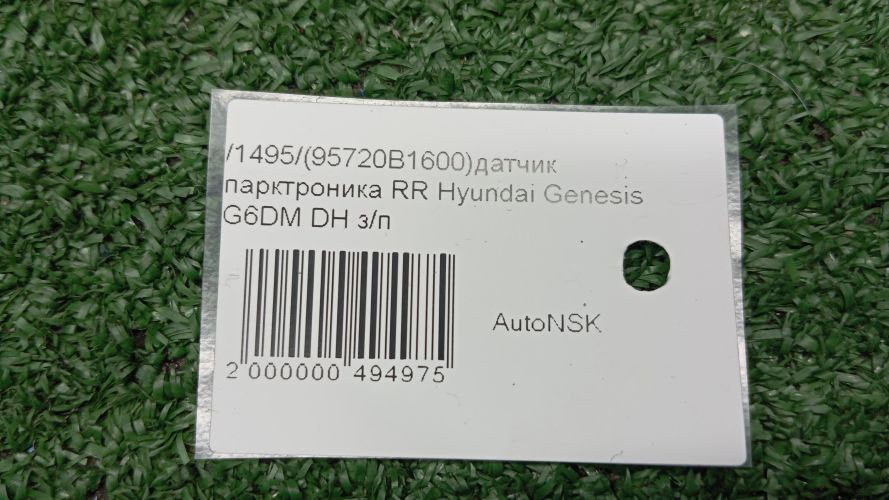 /1495/(95720B1600)датчик
парктроника RR Hyundai Genesis
G6DM DH з/п
AutoNSK
2 000000 494975